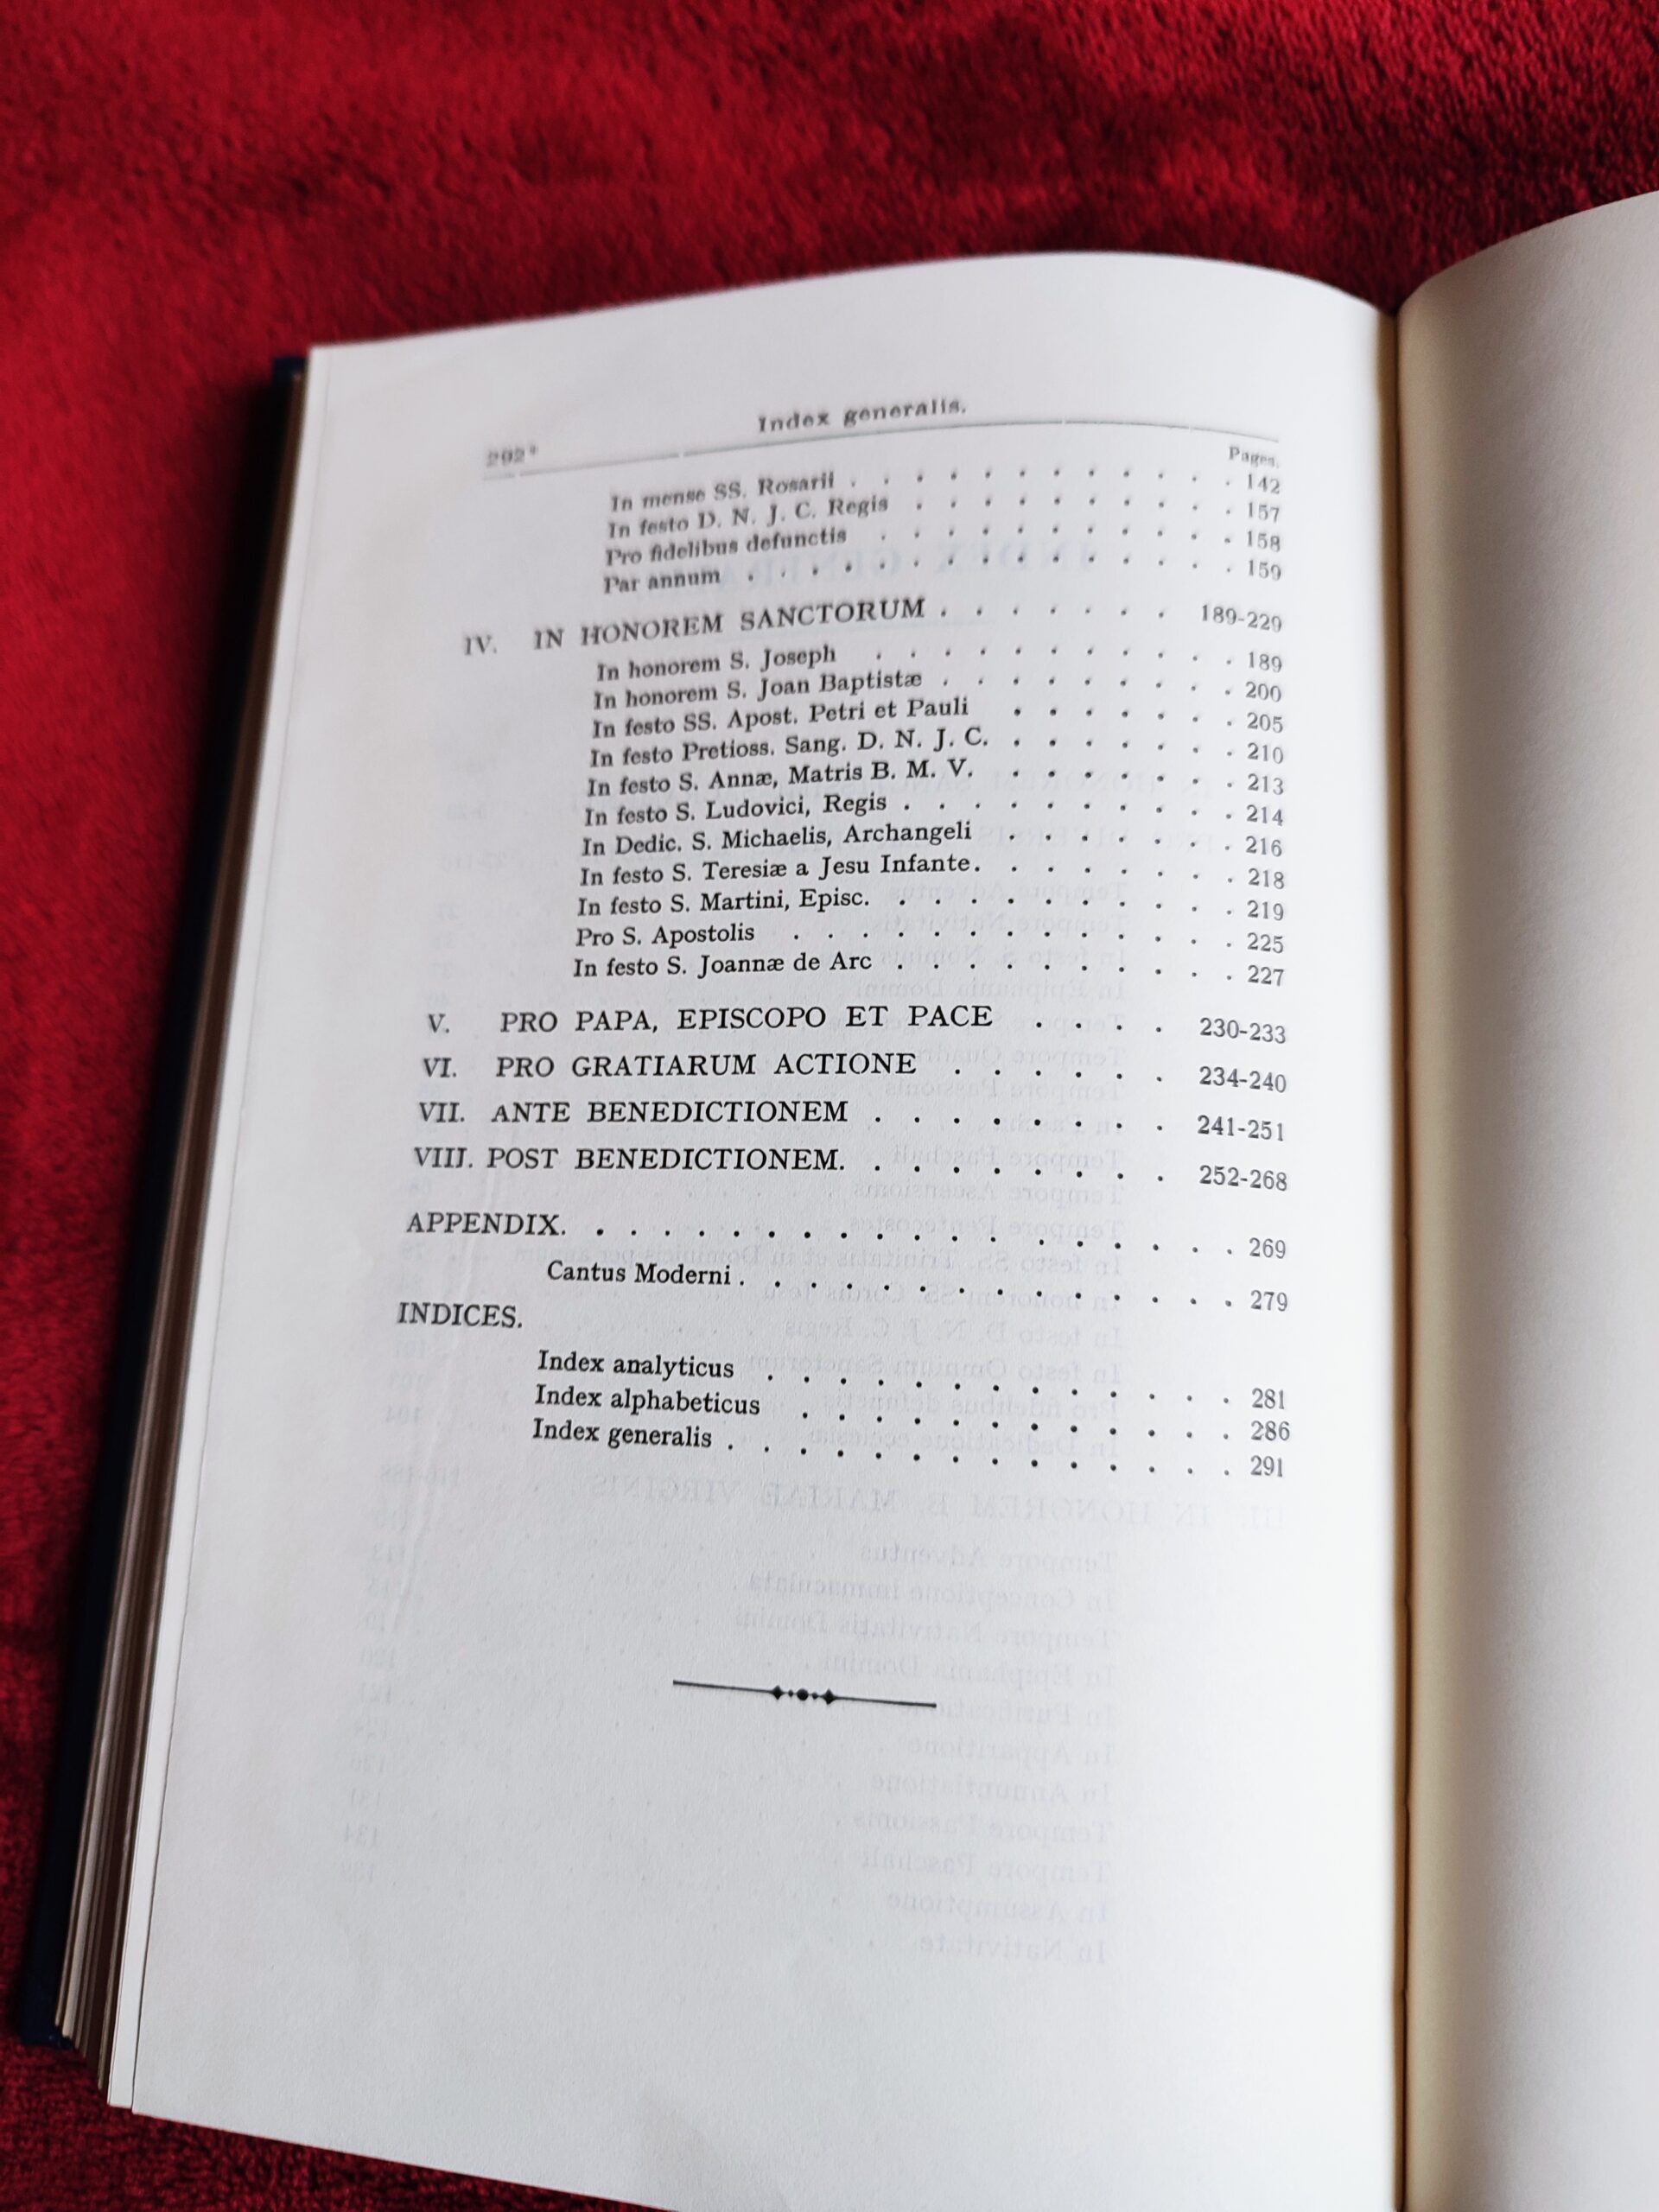 292* Index generalis.
Pages.
In mense SS. Rosarii . . . . . . . . . . . . 142
In festo D. N. J. C. Regis . . . . . . . . . . 157
Pro fidelibus defunctis . . . . . . . . . . . 158
Par annum . . . . . . . . . . . . . . . 159
IV. IN HONOREM SANCTORUM . . . . . . . 189-229
In honorem S. Joseph . . . . . . . . . . . 189
In honorem S. Joan Baptistæ . . . . . . . . . 200
In festo SS. Apost. Petri et Pauli . . . . . . . 205
In festo Pretioss. Sang. D. N. J. C. . . . . . . . 210
In festo S. Annæ, Matris B. M. V. . . . . . . . 213
In festo S. Ludovici, Regis . . . . . . . . . . 214
In Dedic. S. Michaelis, Archangeli . . . . . . . 216
In festo S. Teresiæ a Jesu Infante . . . . . . . . 218
In festo S. Martini, Episc. . . . . . . . . . . 219
Pro S. Apostolis . . . . . . . . . . . . . 225
In festo S. Joannæ de Arc . . . . . . . . . . 227
V. PRO PAPA, EPISCOPO ET PACE . . . . 230-233
VI. PRO GRATIARUM ACTIONE . . . . . . 234-240
VII. ANTE BENEDICTIONEM . . . . . . . . 241-251
VIII. POST BENEDICTIONEM. . . . . . . . . 252-268
APPENDIX. . . . . . . . . . . . . . . . . . . 269
Cantus Moderni . . . . . . . . . . . . . . 279
INDICES.
Index analyticus . . . . . . . . . . . . . 281
Index alphabeticus . . . . . . . . . . . . 286
Index generalis . . . . . . . . . . . . . . 291